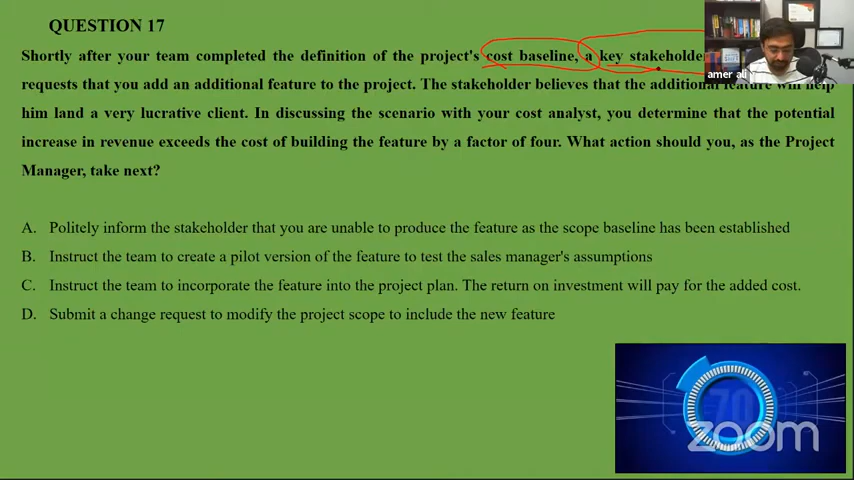 QUESTION 17
Shortly after your team completed the definition of the project's cost baseline, a key stakeholder
requests that you add an additional feature to the project. The stakeholder believes that the additional feature will help
him land a very lucrative client. In discussing the scenario with your cost analyst, you determine that the potential
increase in revenue exceeds the cost of building the feature by a factor of four. What action should you, as the Project
Manager, take next?
A. Politely inform the stakeholder that you are unable to produce the feature as the scope baseline has been established
B. Instruct the team to create a pilot version of the feature to test the sales manager's assumptions
C. Instruct the team to incorporate the feature into the project plan. The return on investment will pay for the added cost.
D. Submit a change request to modify the project scope to include the new feature
amer ali
70
zoom